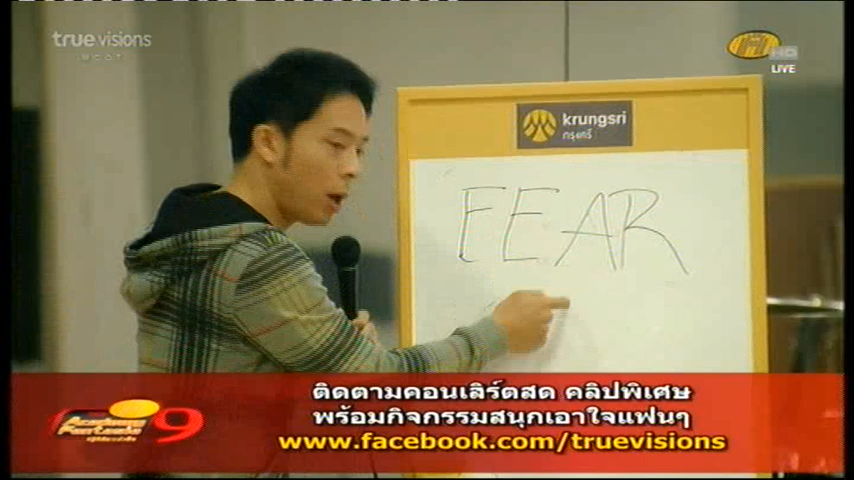 truevisions
HD
LIVE
krungsri
กรุงศรี
FEAR
ติดตามคอนเสิร์ตสด คลิปพิเศษ
พร้อมกิจกรรมสนุกเอาใจแฟนๆ
Academy
Fantasia
9
www.facebook.com/truevisions